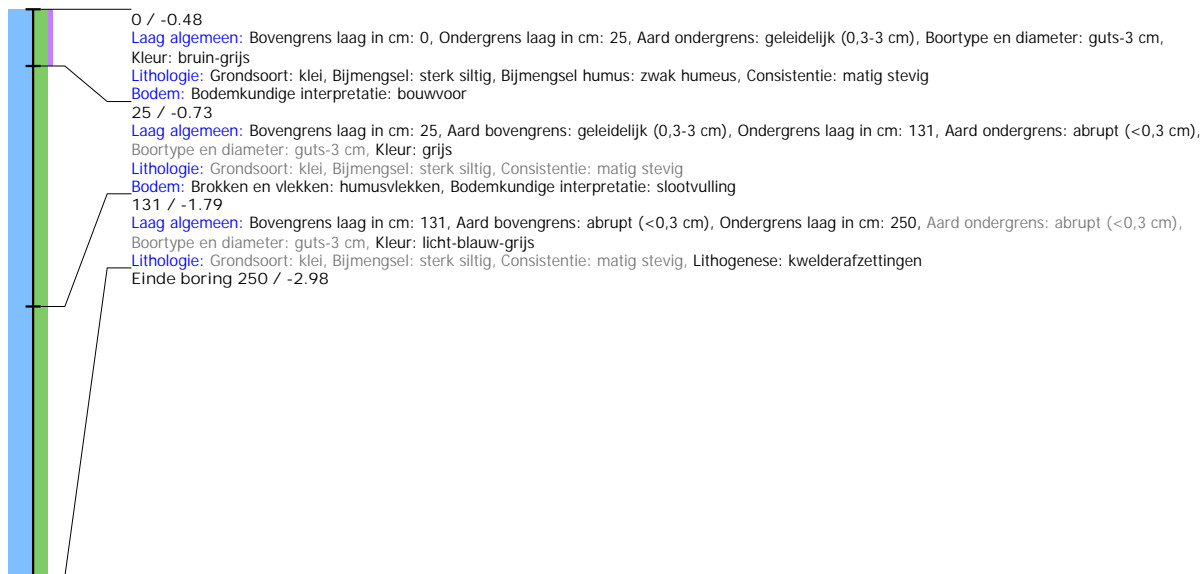 0 / -0.48
Laag algemeen: Bovengrens laag in cm: 0, Ondergrens laag in cm: 25, Aard ondergrens: geleidelijk (0,3-3 cm), Boortype en diameter: guts-3 cm,
Kleur: bruin-grijs
Lithologie: Grondsoort: klei, Bijmengsel: sterk siltig, Bijmengsel humus: zwak humeus, Consistentie: matig stevig
Bodem: Bodemkundige interpretatie: bouwvoor
25 / -0.73
Laag algemeen: Bovengrens laag in cm: 25, Aard bovengrens: geleidelijk (0,3-3 cm), Ondergrens laag in cm: 131, Aard ondergrens: abrupt (<0,3 cm),
Boortype en diameter: guts-3 cm, Kleur: grijs
Lithologie: Grondsoort: klei, Bijmengsel: sterk siltig, Consistentie: matig stevig
Bodem: Brokken en vlekken: humusvlekken, Bodemkundige interpretatie: slootvulling
131 / -1.79
Laag algemeen: Bovengrens laag in cm: 131, Aard bovengrens: abrupt (<0,3 cm), Ondergrens laag in cm: 250, Aard ondergrens: abrupt (<0,3 cm),
Boortype en diameter: guts-3 cm, Kleur: licht-blauw-grijs
Lithologie: Grondsoort: klei, Bijmengsel: sterk siltig, Consistentie: matig stevig, Lithogenese: kwelderafzettingen
Einde boring 250 / -2.98